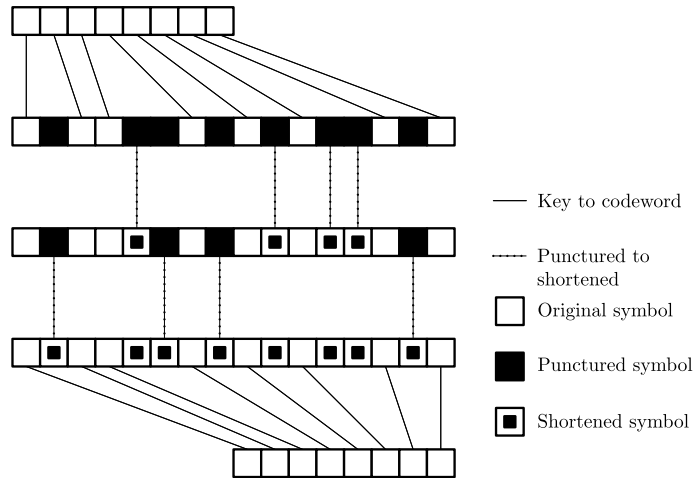 Key to codeword
Punctured to
shortened
Original symbol
Punctured symbol
Shortened symbol